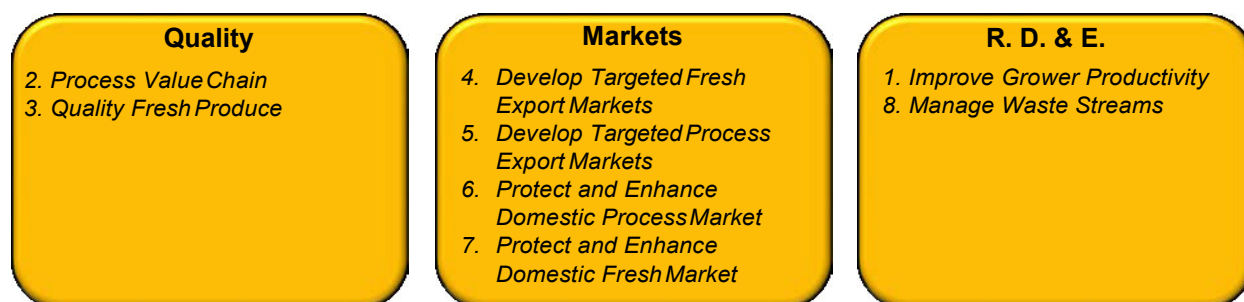 Quality
2. Process Value Chain
3. Quality Fresh Produce
Markets
4. Develop Targeted Fresh
Export Markets
5. Develop Targeted Process
Export Markets
6. Protect and Enhance
Domestic Process Market
7. Protect and Enhance
Domestic Fresh Market
R. D. & E.
1. Improve Grower Productivity
8. Manage Waste Streams